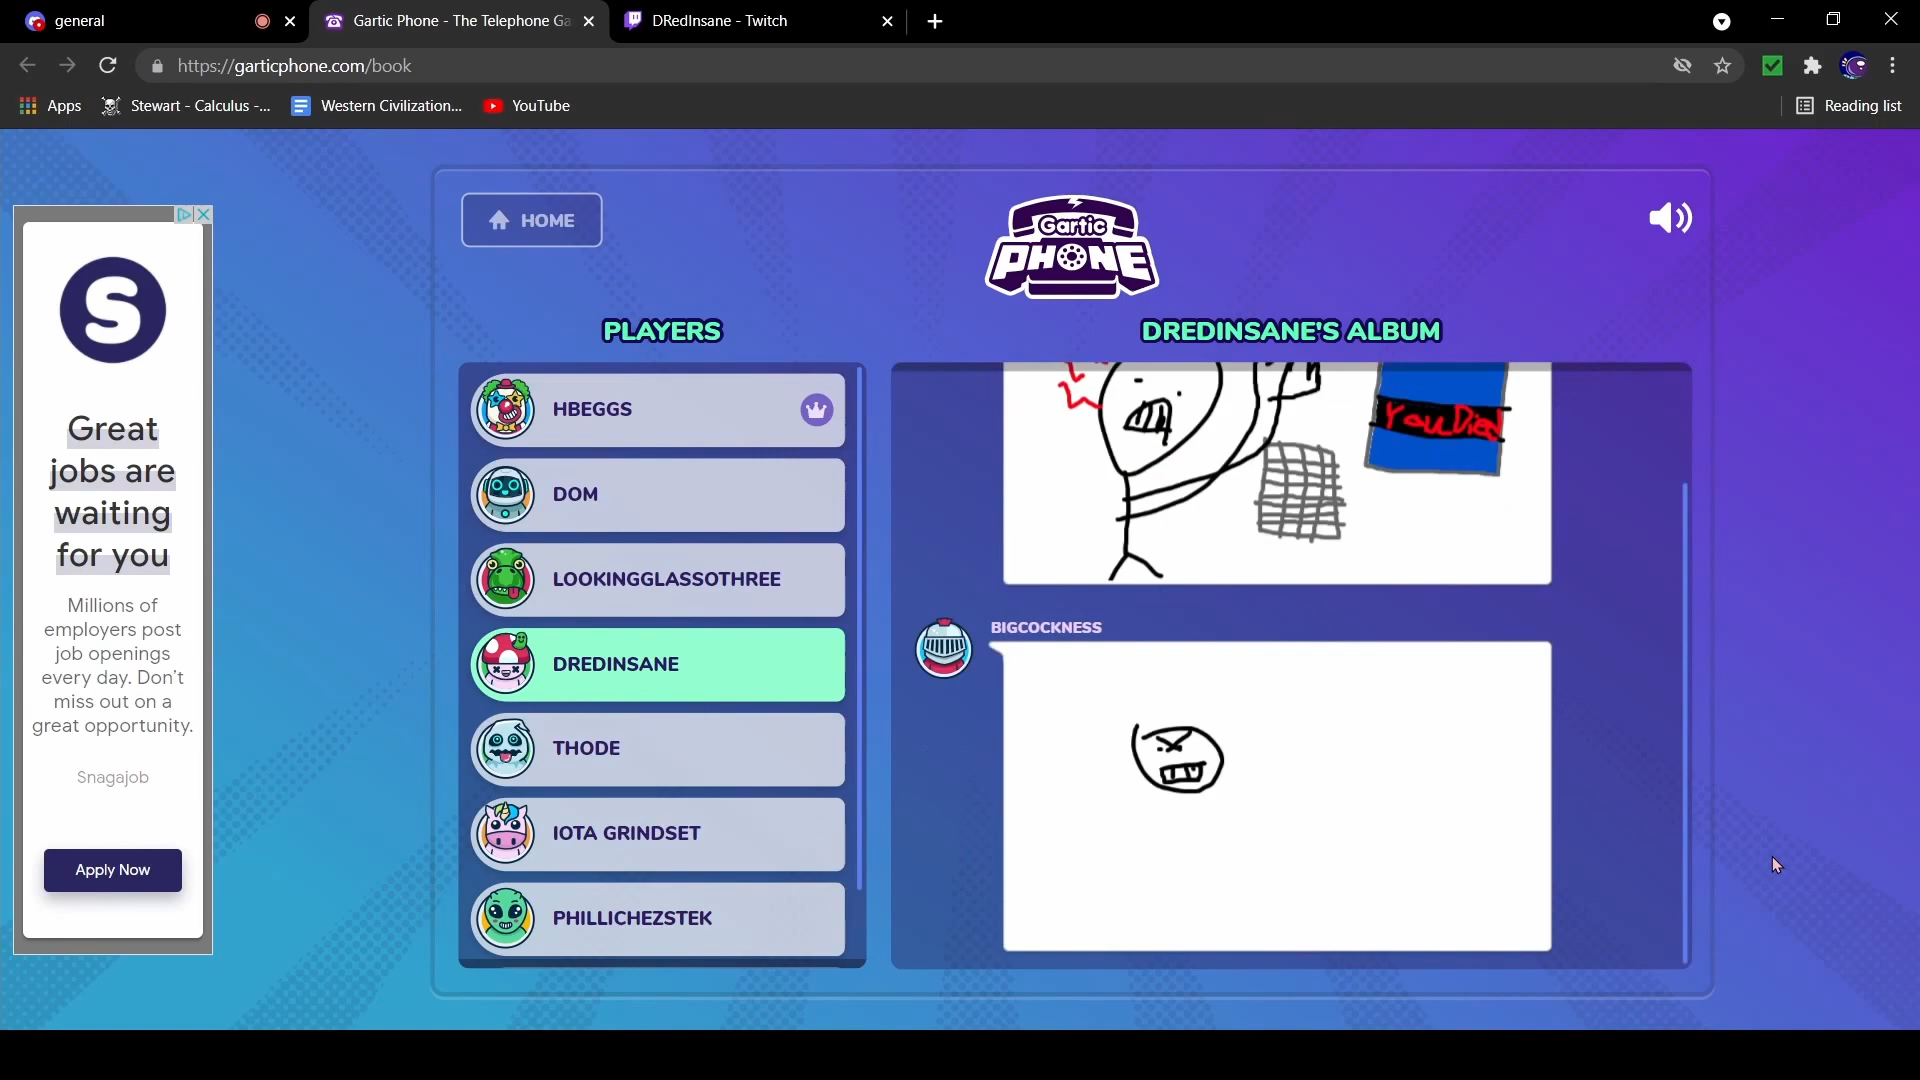 general
Gartic Phone - The Telephone Ga
DRedInsane - Twitch
https://garticphone.com/book
Apps
Stewart - Calculus -...
Western Civilization...
YouTube
Reading list
HOME
Gartic
PHONE
PLAYERS
DREDINSANE'S ALBUM
S
Great
jobs are
waiting
for you
Millions of
employers post
job openings
every day. Don't
miss out on a
great opportunity.
Snagajob
Apply Now
HBEGGS
DOM
LOOKINGGLASSOTHREE
DREDINSANE
THODE
IOTA GRINDSET
PHILLICHEZSTEK
You Died
BIGCOCKNESS